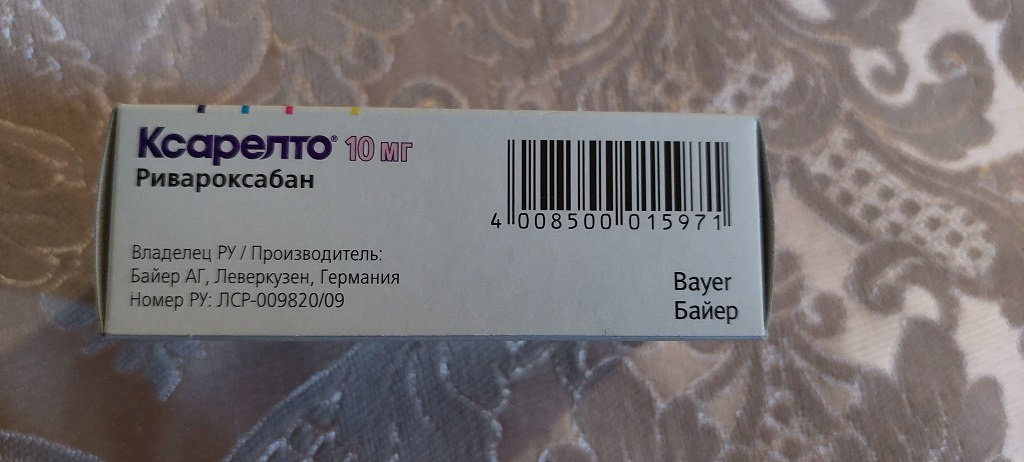 Ксарелто® 10 мг
Ривароксабан
4 008500 015971
Владелец РУ / Производитель:
Байер АГ, Леверкузен, Германия
Номер РУ: ЛСР-009820/09
Bayer
Байер